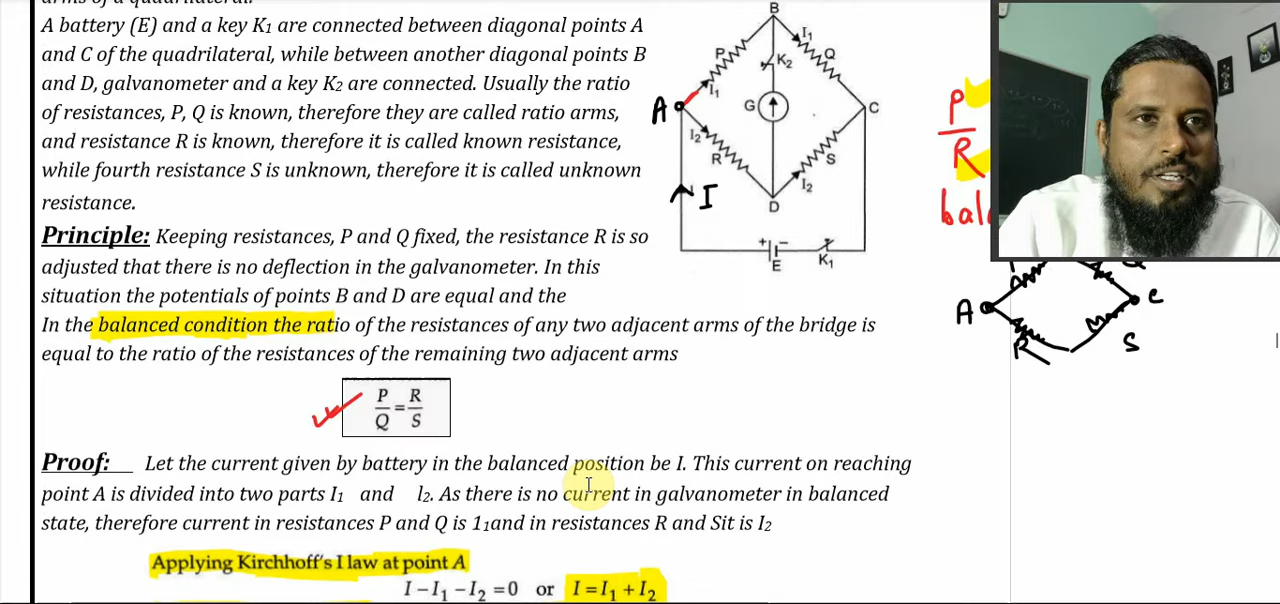 arms of a quadrilateral.
A battery (E) and a key K1 are connected between diagonal points A
and C of the quadrilateral, while between another diagonal points B
and D, galvanometer and a key K2 are connected. Usually the ratio
of resistances, P, Q is known, therefore they are called ratio arms,
and resistance R is known, therefore it is called known resistance,
while fourth resistance S is unknown, therefore it is called unknown
resistance.
Principle: Keeping resistances, P and Q fixed, the resistance R is so
adjusted that there is no deflection in the galvanometer. In this
situation the potentials of points B and D are equal and the
In the balanced condition the ratio of the resistances of any two adjacent arms of the bridge is
equal to the ratio of the resistances of the remaining two adjacent arms
P/Q = R/S
Proof: Let the current given by battery in the balanced position be I. This current on reaching
point A is divided into two parts I1 and l2. As there is no current in galvanometer in balanced
state, therefore current in resistances P and Q is 11and in resistances R and Sit is I2
Applying Kirchhoff's I law at point A
I – I1 – I2 = 0 or I = I1 + I2
B
P
I1
I1
Q
K2
A
G
C
I2
R
S
I2
D
I
+ −
E
K1
P
R
A
C
R
S